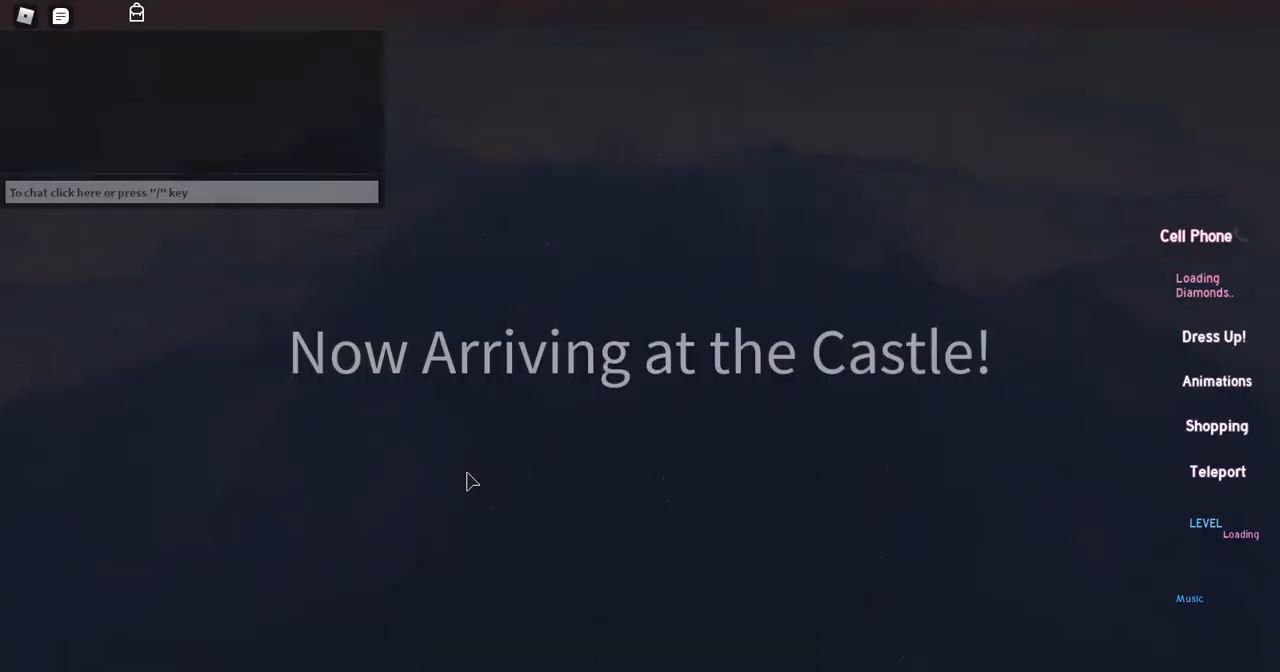 To chat click here or press "/" key
Cell Phone
Loading
Diamonds..
Now Arriving at the Castle!
Dress Up!
Animations
Shopping
Teleport
LEVEL
Loading
Music